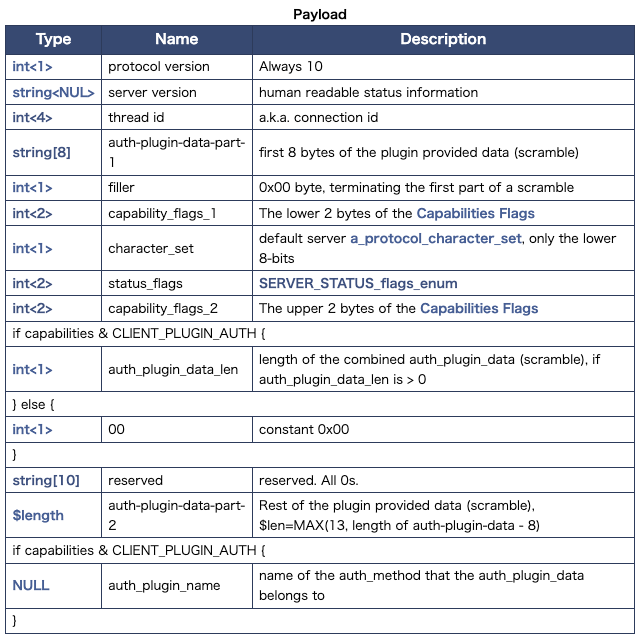 Payload
Type Name Description
int<1> protocol version Always 10
string<NUL> server version human readable status information
int<4> thread id a.k.a. connection id
string[8] auth-plugin-data-part-
1 first 8 bytes of the plugin provided data (scramble)
int<1> filler 0x00 byte, terminating the first part of a scramble
int<2> capability_flags_1 The lower 2 bytes of the Capabilities Flags
int<1> character_set default server a_protocol_character_set, only the lower
8-bits
int<2> status_flags SERVER_STATUS_flags_enum
int<2> capability_flags_2 The upper 2 bytes of the Capabilities Flags
if capabilities & CLIENT_PLUGIN_AUTH {
int<1> auth_plugin_data_len length of the combined auth_plugin_data (scramble), if
auth_plugin_data_len is > 0
} else {
int<1> 00 constant 0x00
}
string[10] reserved reserved. All 0s.
$length auth-plugin-data-part-
2 Rest of the plugin provided data (scramble),
$len=MAX(13, length of auth-plugin-data - 8)
if capabilities & CLIENT_PLUGIN_AUTH {
NULL auth_plugin_name name of the auth_method that the auth_plugin_data
belongs to
}